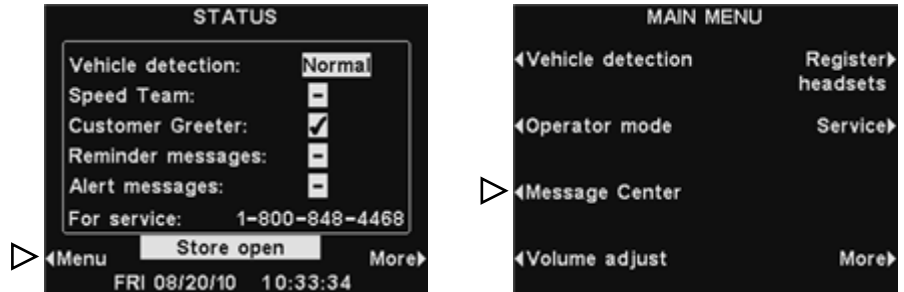 STATUS
Vehicle detection: Normal
Speed Team: -
Customer Greeter: ✓
Reminder messages: -
Alert messages: -
For service: 1-800-848-4468
Store open
Menu More
FRI 08/20/10 10:33:34
MAIN MENU
Vehicle detection Register
headsets
Operator mode Service
Message Center
Volume adjust More